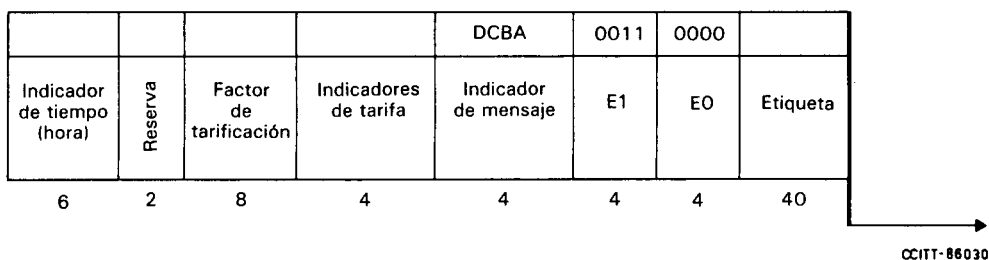 DCBA 0011 0000
Indicador de tiempo (hora)
Reserva
Factor de tarificación
Indicadores de tarifa
Indicador de mensaje
E1
E0
Etiqueta
6 2 8 4 4 4 4 40
CCITT-86030